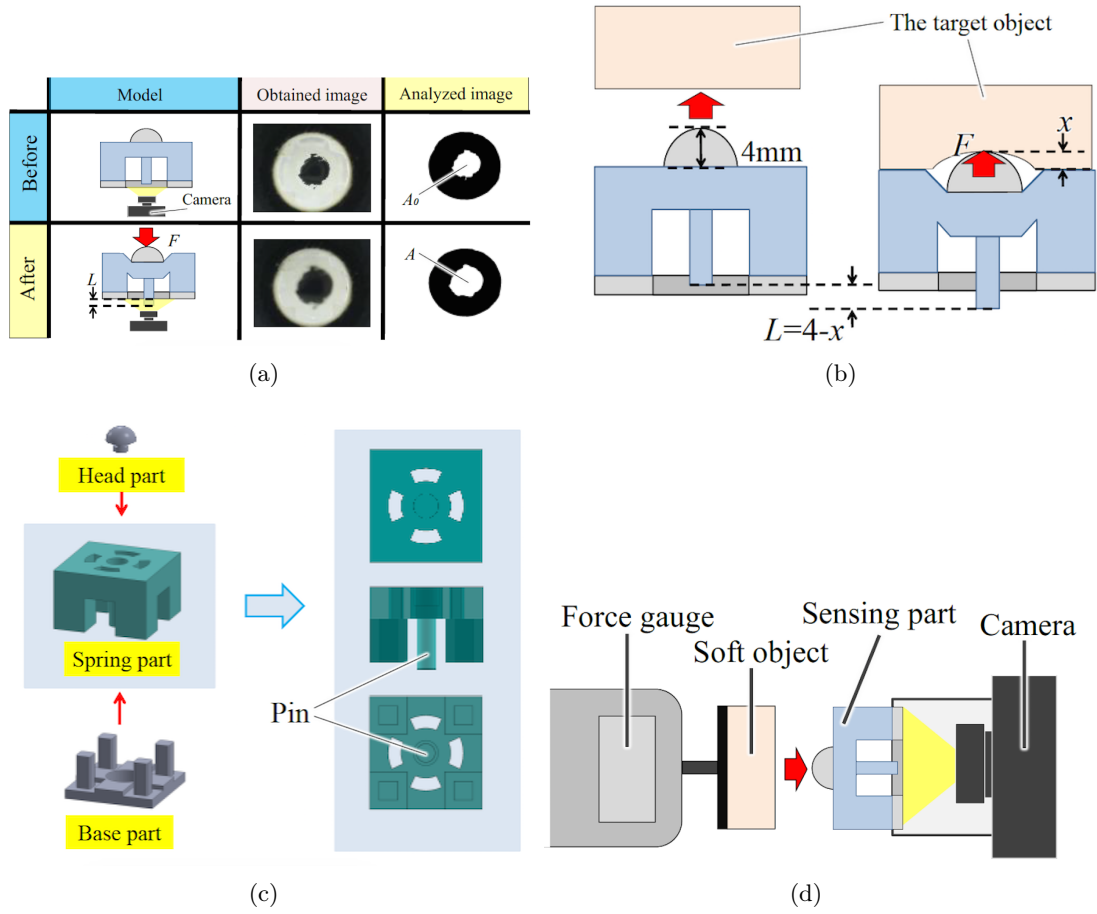 Model
Obtained image
Analyzed image
Before
A0
Camera
After
F
L
A
(a)
The target object
4mm
F
x
L=4-x
(b)
Head part
Spring part
Base part
Pin
(c)
Force gauge
Soft object
Sensing part
Camera
(d)